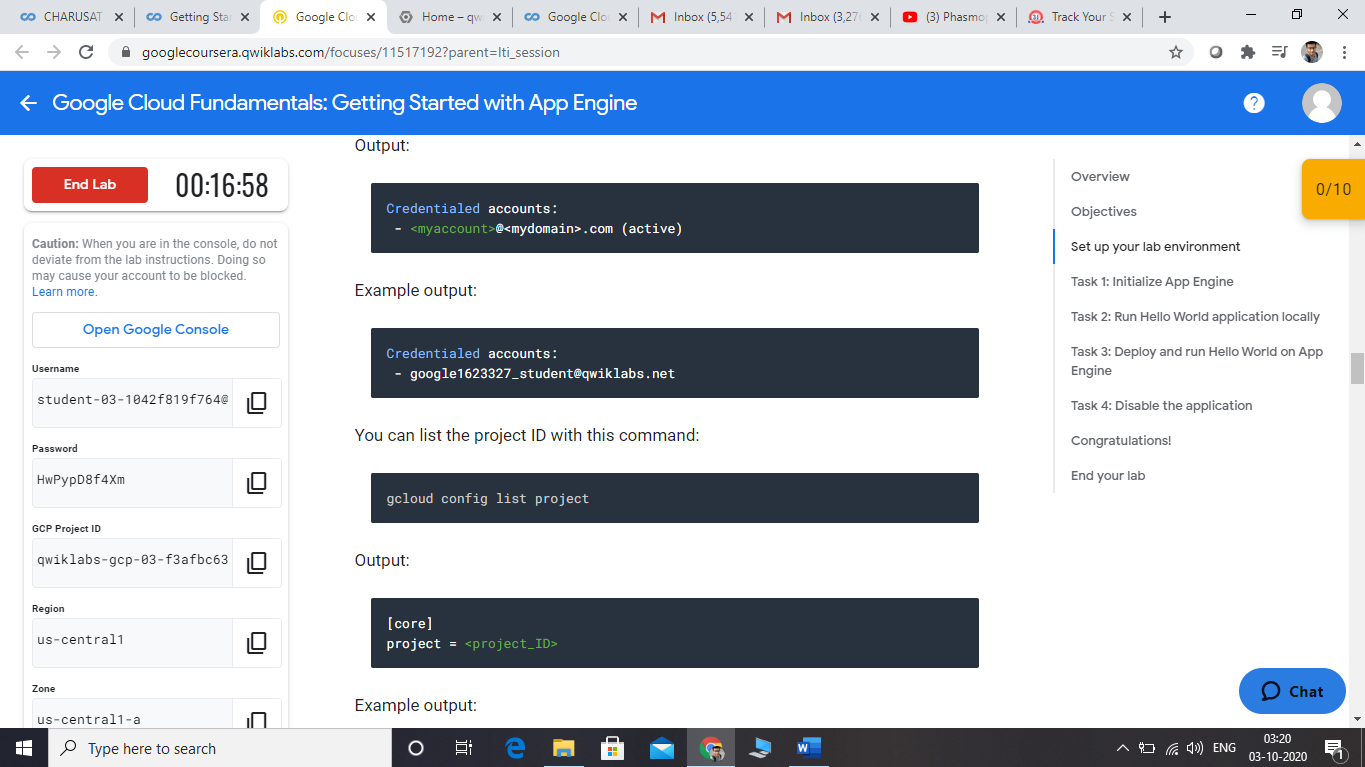 CHARUSAT
Getting Sta
Google Clo
Home – qw
Google Clo
Inbox (5,54
Inbox (3,27
(3) Phasmo
Track Your S
googlecoursera.qwiklabs.com/focuses/11517192?parent=lti_session
Google Cloud Fundamentals: Getting Started with App Engine
?
End Lab
00:16:58
Caution: When you are in the console, do not
deviate from the lab instructions. Doing so
may cause your account to be blocked.
Learn more.
Open Google Console
Username
student-03-1042f819f764@
Password
HwPypD8f4Xm
GCP Project ID
qwiklabs-gcp-03-f3afbc63
Region
us-central1
Zone
us-central1-a
Output:
Credentialed accounts:
- <myaccount>@<mydomain>.com (active)
Example output:
Credentialed accounts:
- google1623327_student@qwiklabs.net
You can list the project ID with this command:
gcloud config list project
Output:
[core]
project = <project_ID>
Example output:
Overview
Objectives
Set up your lab environment
Task 1: Initialize App Engine
Task 2: Run Hello World application locally
Task 3: Deploy and run Hello World on App
Engine
Task 4: Disable the application
Congratulations!
End your lab
0/10
Chat
Type here to search
ENG
03:20
03-10-2020
1